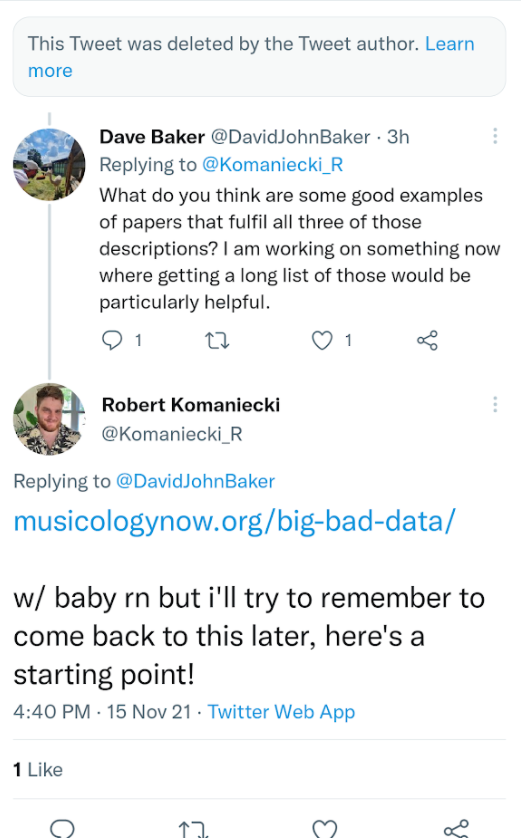 This Tweet was deleted by the Tweet author. Learn
more
Dave Baker @DavidJohnBaker · 3h
Replying to @Komaniecki_R
What do you think are some good examples
of papers that fulfil all three of those
descriptions? I am working on something now
where getting a long list of those would be
particularly helpful.
1 1
Robert Komaniecki
@Komaniecki_R
Replying to @DavidJohnBaker
musicologynow.org/big-bad-data/
w/ baby rn but i'll try to remember to
come back to this later, here's a
starting point!
4:40 PM · 15 Nov 21 · Twitter Web App
1 Like